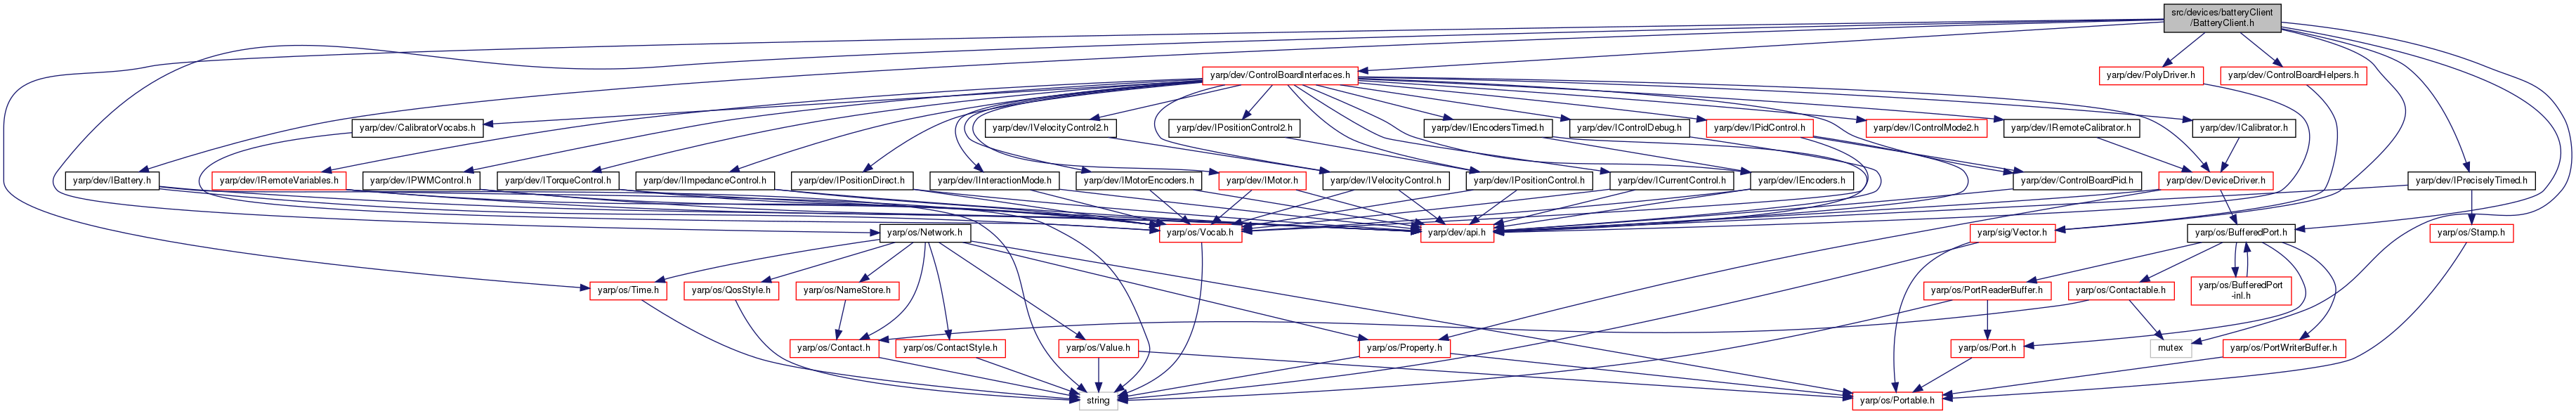 src/devices/batteryClient
/BatteryClient.h
yarp/dev/ControlBoardInterfaces.h
yarp/dev/PolyDriver.h
yarp/dev/ControlBoardHelpers.h
yarp/dev/CalibratorVocabs.h
yarp/dev/IVelocityControl2.h
yarp/dev/IPositionControl2.h
yarp/dev/IEncodersTimed.h
yarp/dev/IControlDebug.h
yarp/dev/IPidControl.h
yarp/dev/IControlMode2.h
yarp/dev/IRemoteCalibrator.h
yarp/dev/ICalibrator.h
yarp/dev/IBattery.h
yarp/dev/IRemoteVariables.h
yarp/dev/IPWMControl.h
yarp/dev/ITorqueControl.h
yarp/dev/IImpedanceControl.h
yarp/dev/IPositionDirect.h
yarp/dev/IInteractionMode.h
yarp/dev/IMotorEncoders.h
yarp/dev/IMotor.h
yarp/dev/IVelocityControl.h
yarp/dev/IPositionControl.h
yarp/dev/ICurrentControl.h
yarp/dev/IEncoders.h
yarp/dev/ControlBoardPid.h
yarp/dev/DeviceDriver.h
yarp/dev/IPreciselyTimed.h
yarp/os/Network.h
yarp/os/Vocab.h
yarp/dev/api.h
yarp/sig/Vector.h
yarp/os/BufferedPort.h
yarp/os/Stamp.h
yarp/os/Time.h
yarp/os/QosStyle.h
yarp/os/NameStore.h
yarp/os/PortReaderBuffer.h
yarp/os/Contactable.h
yarp/os/BufferedPort
-inl.h
yarp/os/Contact.h
yarp/os/ContactStyle.h
yarp/os/Value.h
yarp/os/Property.h
yarp/os/Port.h
mutex
yarp/os/PortWriterBuffer.h
string
yarp/os/Portable.h